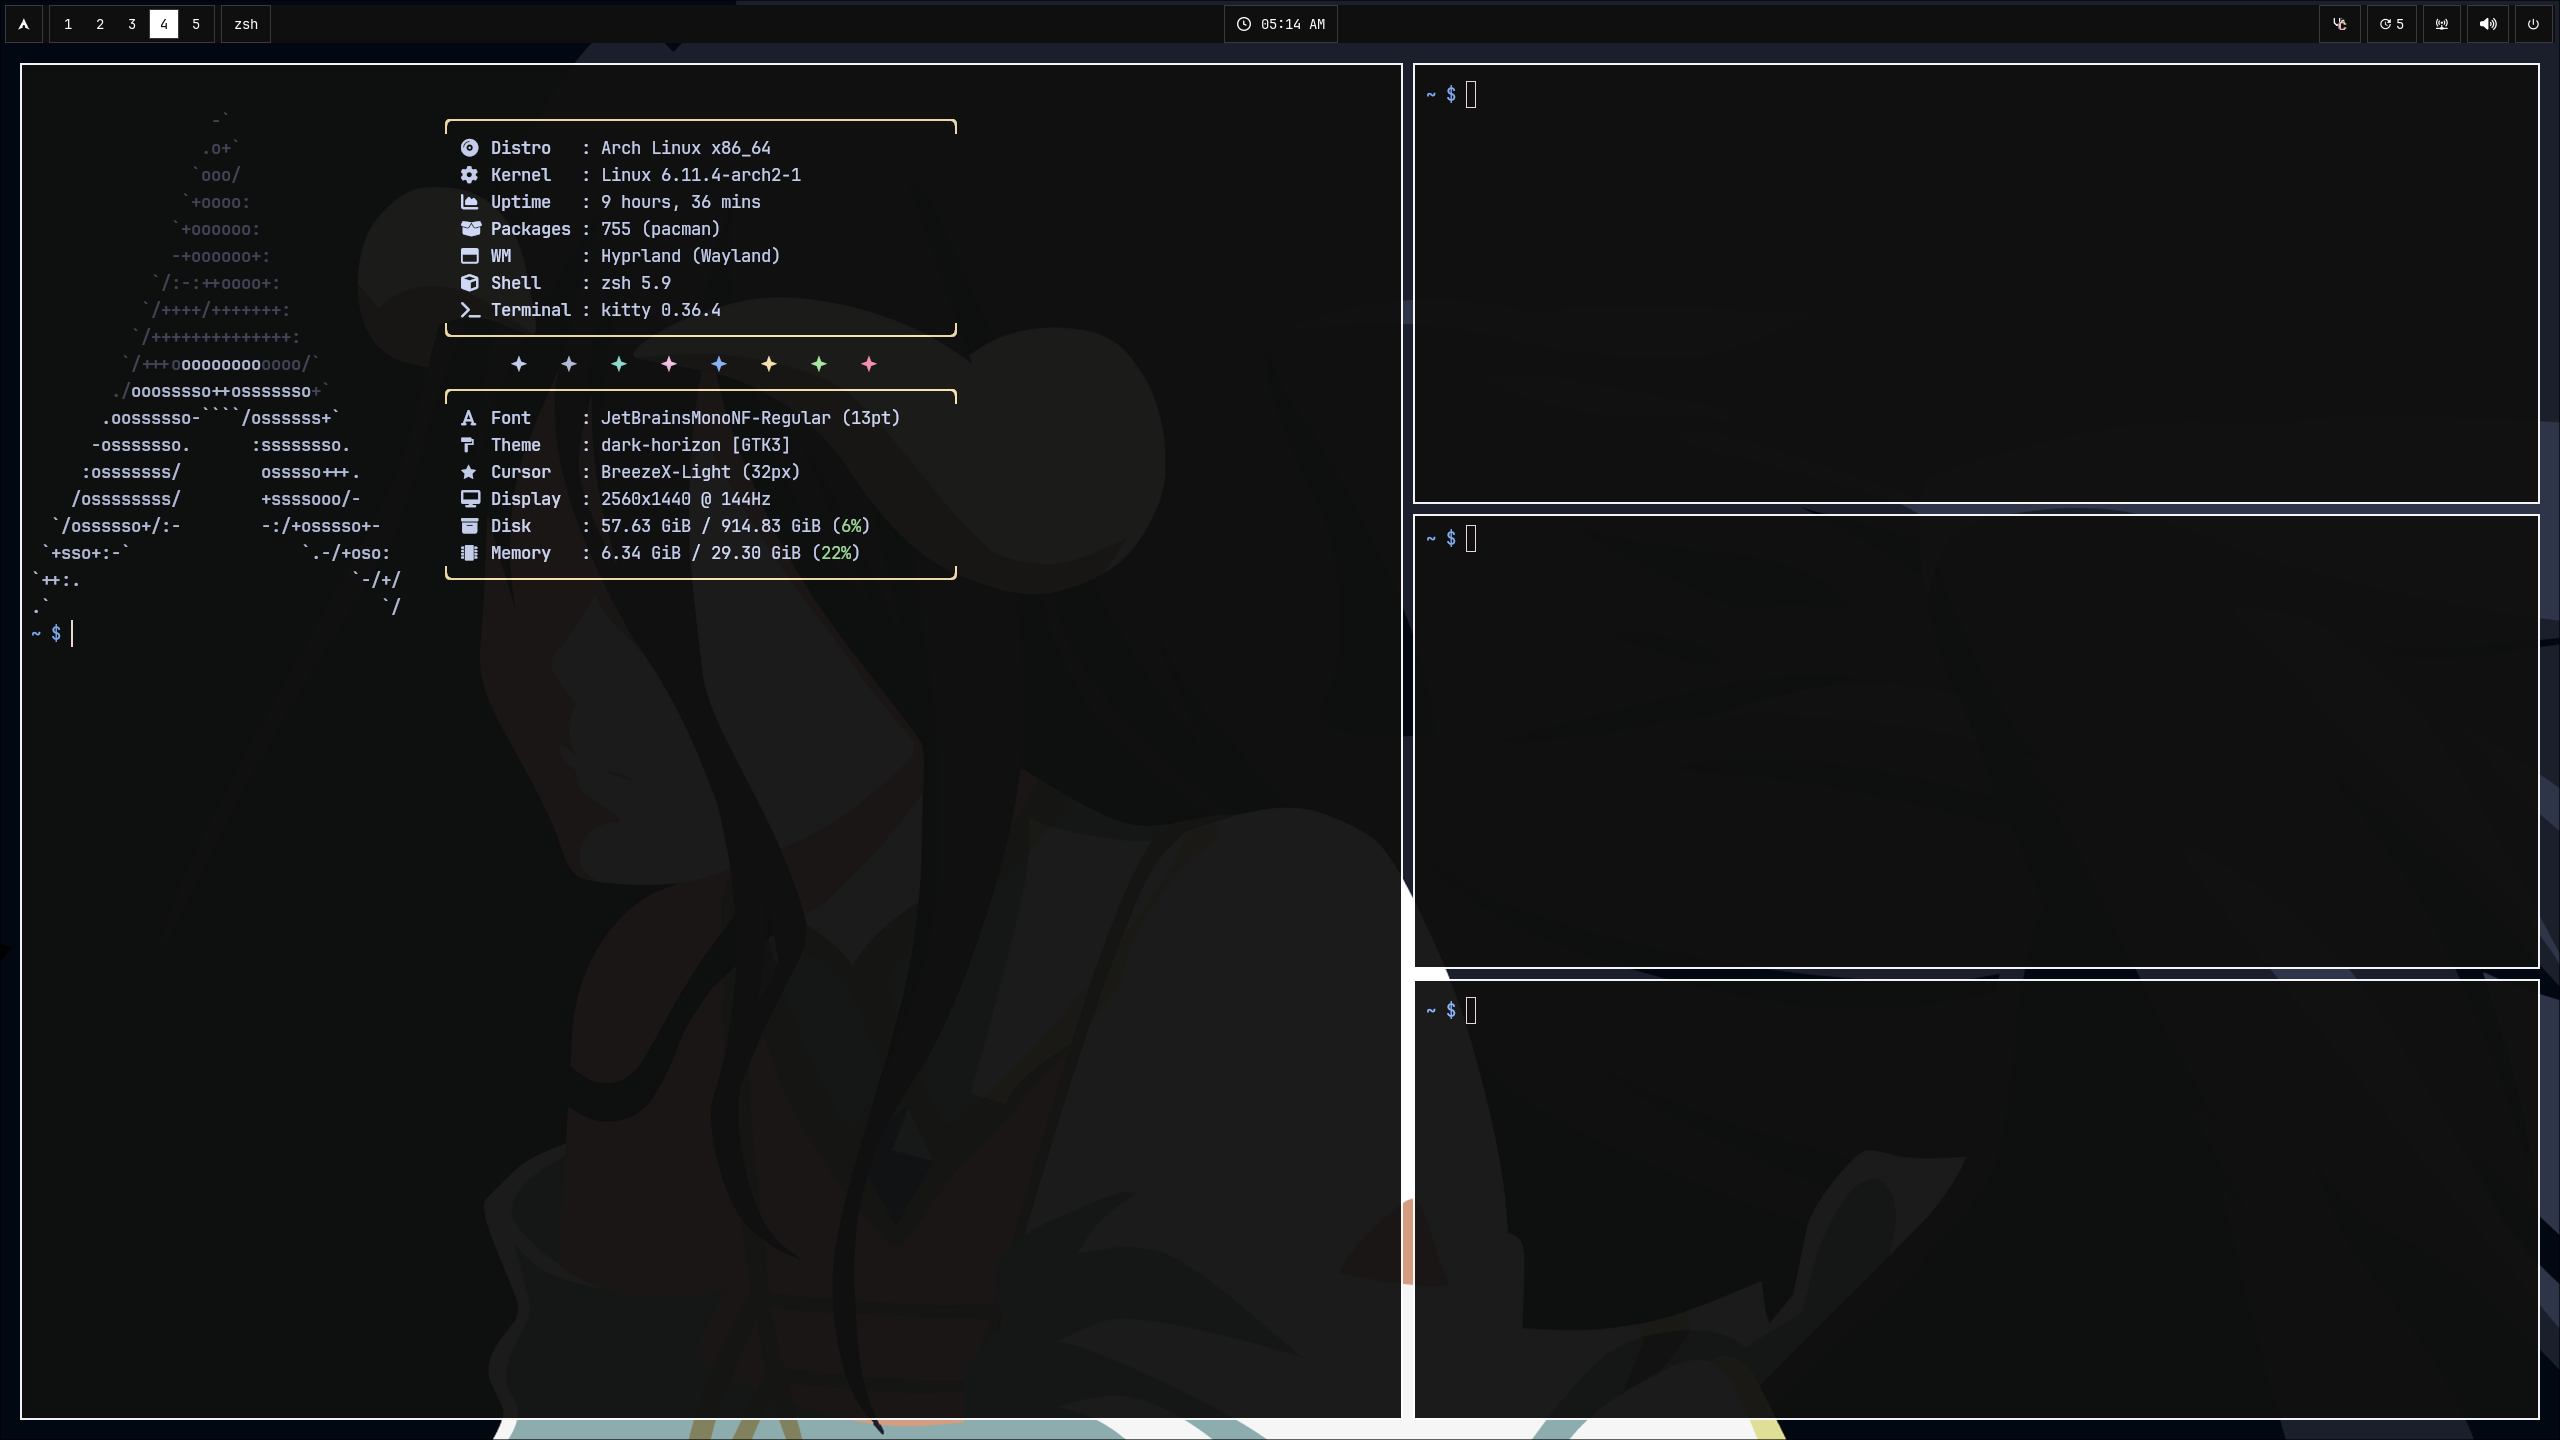 1 2 3 4 5 zsh 05:14 AM 5
-`
.o+`
`ooo/
`+oooo:
`+oooooo:
-+oooooo+:
`/:-:++oooo+:
`/++++/+++++++:
`/++++++++++++++:
`/+++ooooooooooooo/`
./ooosssso++osssssso+`
.oossssso-````/ossssss+`
-osssssso. :ssssssso.
:osssssss/ osssso+++.
/ossssssss/ +ssssooo/-
`/ossssso+/:- -:/+osssso+-
`+sso+:-` `.-/+oso:
`++:. `-/+/
.` `/
Distro : Arch Linux x86_64
Kernel : Linux 6.11.4-arch2-1
Uptime : 9 hours, 36 mins
Packages : 755 (pacman)
WM : Hyprland (Wayland)
Shell : zsh 5.9
Terminal : kitty 0.36.4
Font : JetBrainsMonoNF-Regular (13pt)
Theme : dark-horizon [GTK3]
Cursor : BreezeX-Light (32px)
Display : 2560x1440 @ 144Hz
Disk : 57.63 GiB / 914.83 GiB (6%)
Memory : 6.34 GiB / 29.30 GiB (22%)
~ $
~ $
~ $
~ $